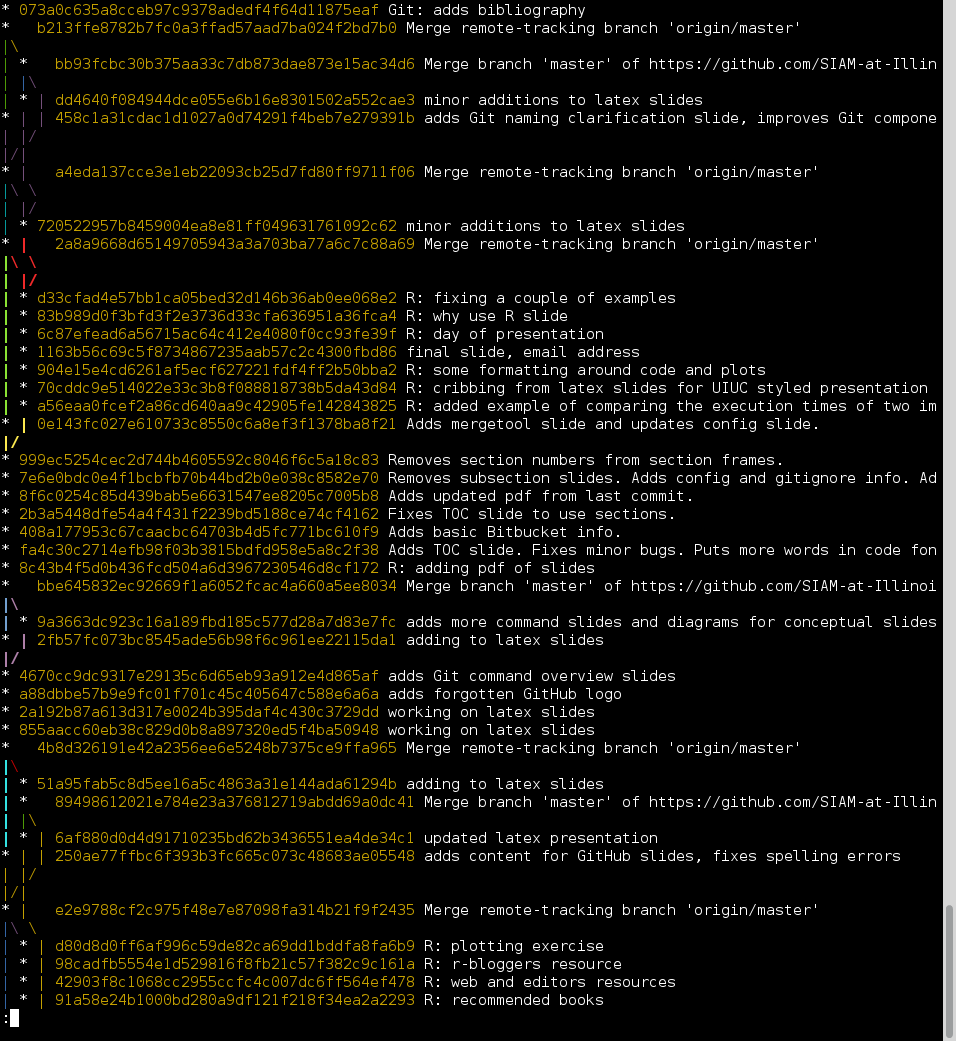 * 073a0c635a8cceb97c9378adedf4f64d11875eaf Git: adds bibliography
*   b213ffe8782b7fc0a3ffad57aad7ba024f2bd7b0 Merge remote-tracking branch 'origin/master'
|\
| *   bb93fcbc30b375aa33c7db873dae873e15ac34d6 Merge branch 'master' of https://github.com/SIAM-at-Illin
| |\
| * | dd4640f084944dce055e6b16e8301502a552cae3 minor additions to latex slides
* | | 458c1a31cdac1d1027a0d74291f4beb7e279391b adds Git naming clarification slide, improves Git compone
| |/
|/|
* |   a4eda137cce3e1eb22093cb25d7fd80ff9711f06 Merge remote-tracking branch 'origin/master'
|\ \
| |/
| * 720522957b8459004ea8e81ff049631761092c62 minor additions to latex slides
* |   2a8a9668d65149705943a3a703ba77a6c7c88a69 Merge remote-tracking branch 'origin/master'
|\ \
| |/
| * d33cfad4e57bb1ca05bed32d146b36ab0ee068e2 R: fixing a couple of examples
| * 83b989d0f3bfd3f2e3736d33cfa636951a36fca4 R: why use R slide
| * 6c87efead6a56715ac64c412e4080f0cc93fe39f R: day of presentation
| * 1163b56c69c5f8734867235aab57c2c4300fbd86 final slide, email address
| * 904e15e4cd6261af5ecf627221fdf4ff2b50bba2 R: some formatting around code and plots
| * 70cddc9e514022e33c3b8f088818738b5da43d84 R: cribbing from latex slides for UIUC styled presentation
| * a56eaa0fcef2a86cd640aa9c42905fe142843825 R: added example of comparing the execution times of two im
* | 0e143fc027e610733c8550c6a8ef3f1378ba8f21 Adds mergetool slide and updates config slide.
|/
* 999ec5254cec2d744b4605592c8046f6c5a18c83 Removes section numbers from section frames.
* 7e6e0bdc0e4f1bcbfb70b44bd2b0e038c8582e70 Removes subsection slides. Adds config and gitignore info. Ad
* 8f6c0254c85d439bab5e6631547ee8205c7005b8 Adds updated pdf from last commit.
* 2b3a5448dfe54a4f431f2239bd5188ce74cf4162 Fixes TOC slide to use sections.
* 408a177953c67caacbc64703b4d5fc771bc610f9 Adds basic Bitbucket info.
* fa4c30c2714efb98f03b3815bdfd958e5a8c2f38 Adds TOC slide. Fixes minor bugs. Puts more words in code fon
* 8c43b4f5d0b436fcd504a6d3967230546d8cf172 R: adding pdf of slides
*   bbe645832ec92669f1a6052fcac4a660a5ee8034 Merge branch 'master' of https://github.com/SIAM-at-Illinoi
|\
| * 9a3663dc923c16a189fbd185c577d28a7d83e7fc adds more command slides and diagrams for conceptual slides
* | 2fb57fc073bc8545ade56b98f6c961ee22115da1 adding to latex slides
|/
* 4670cc9dc9317e29135c6d65eb93a912e4d865af adds Git command overview slides
* a88dbbe57b9e9fc01f701c45c405647c588e6a6a adds forgotten GitHub logo
* 2a192b87a613d317e0024b395daf4c430c3729dd working on latex slides
* 855aacc60eb38c829d0b8a897320ed5f4ba50948 working on latex slides
*   4b8d326191e42a2356ee6e5248b7375ce9ffa965 Merge remote-tracking branch 'origin/master'
|\
| * 51a95fab5c8d5ee16a5c4863a31e144ada61294b adding to latex slides
| *   89498612021e784e23a376812719abdd69a0dc41 Merge branch 'master' of https://github.com/SIAM-at-Illin
| |\
| * | 6af880d0d4d91710235bd62b3436551ea4de34c1 updated latex presentation
* | | 250ae77ffbc6f393b3fc665c073c48683ae05548 adds content for GitHub slides, fixes spelling errors
| |/
|/|
* |   e2e9788cf2c975f48e7e87098fa314b21f9f2435 Merge remote-tracking branch 'origin/master'
|\ \
| * | d80d8d0ff6af996c59de82ca69dd1bddfa8fa6b9 R: plotting exercise
| * | 98cadfb5554e1d529816f8fb21c57f382c9c161a R: r-bloggers resource
| * | 42903f8c1068cc2955ccfc4c007dc6ff564ef478 R: web and editors resources
| * | 91a58e24b1000bd280a9df121f218f34ea2a2293 R: recommended books
: